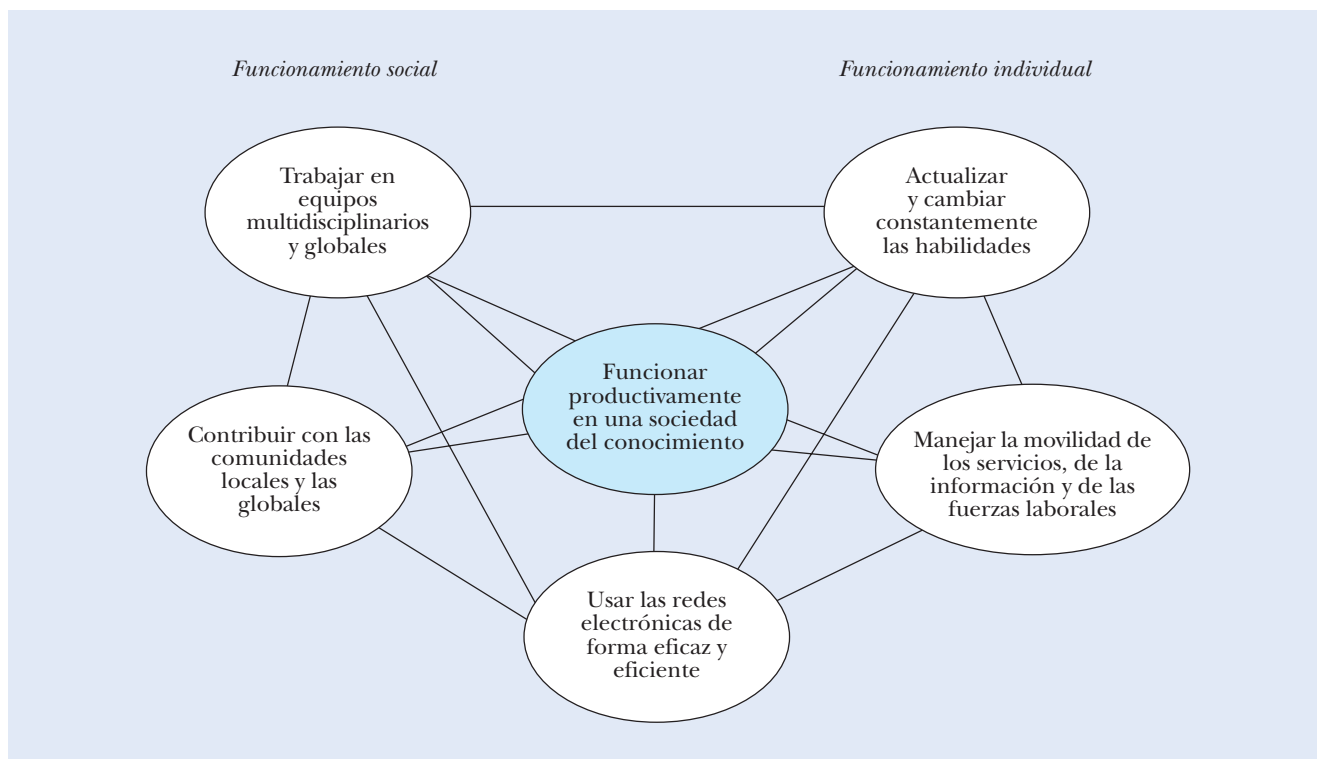 Funcionamiento social
Funcionamiento individual
Trabajar en
equipos
multidisciplinarios
y globales
Actualizar
y cambiar
constantemente
las habilidades
Funcionar
productivamente
en una sociedad
del conocimiento
Contribuir con las
comunidades
locales y las
globales
Manejar la movilidad de
los servicios, de la
información y de las
fuerzas laborales
Usar las redes
electrónicas de
forma eficaz y
eficiente